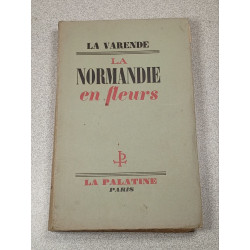 LA VARENDE
LA
NORMANDIE
en fleurs
LA PALATINE
PARIS